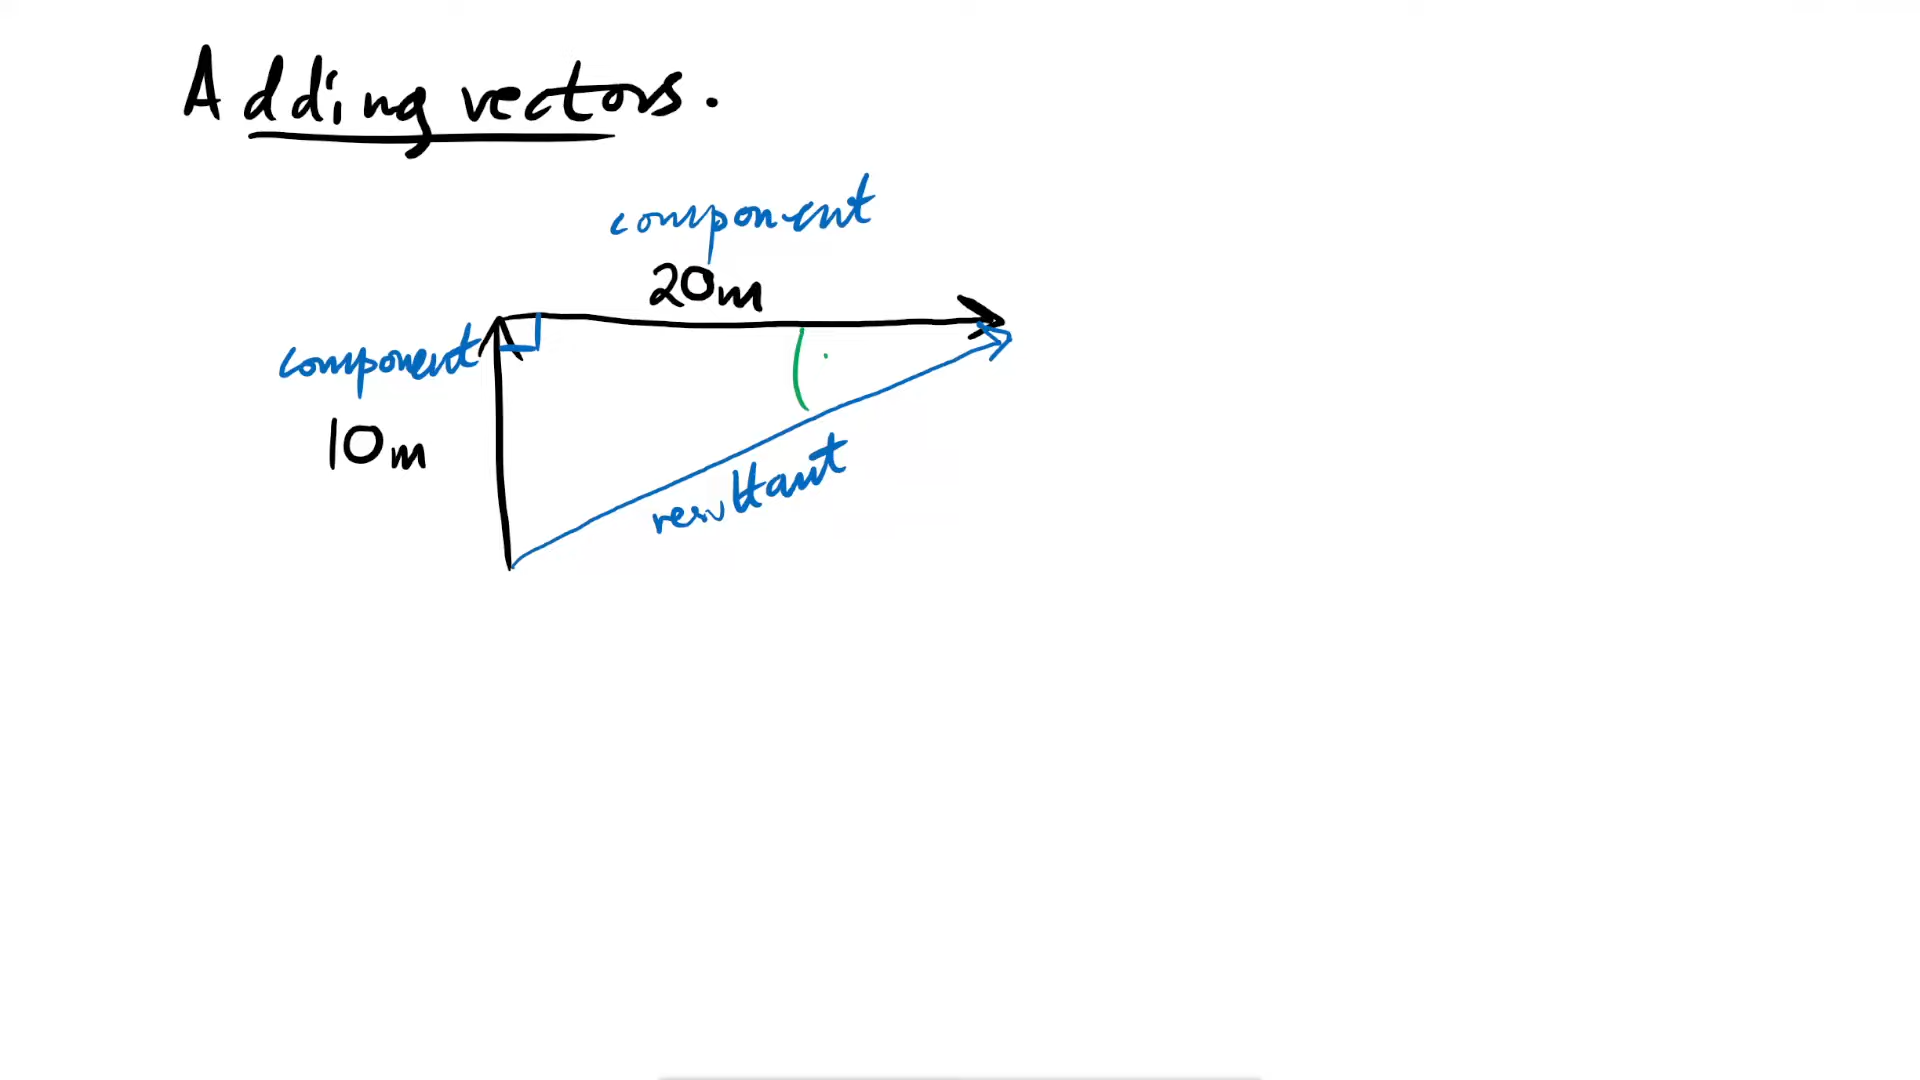 Adding vectors.
component
20m
component
10m
resultant